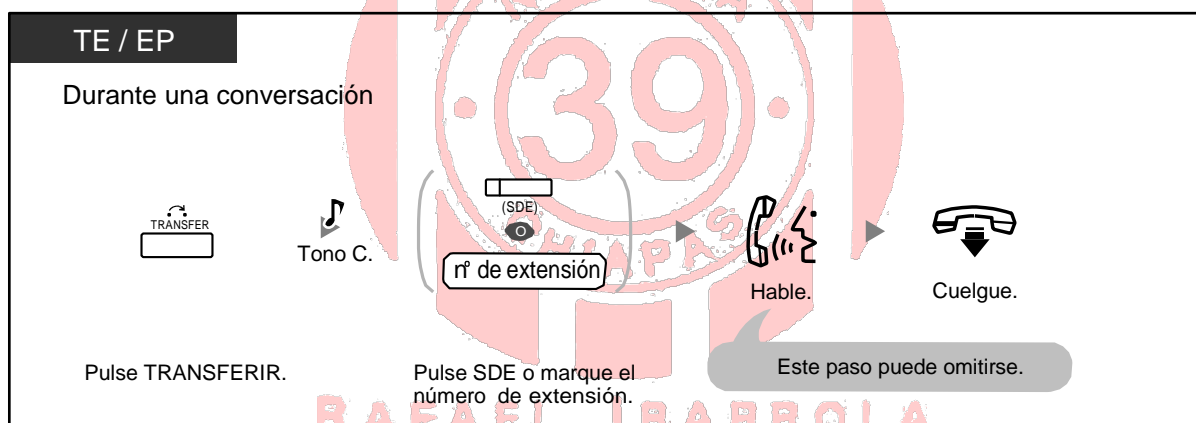 TE / EP
Durante una conversación
TRANSFER
Tono C.
(SDE)
O
nº de extensión
Hable.
Cuelgue.
Pulse TRANSFERIR.
Pulse SDE o marque el
número de extensión.
Este paso puede omitirse.
39
CHIAPAS
RAFAEL IBARROLA